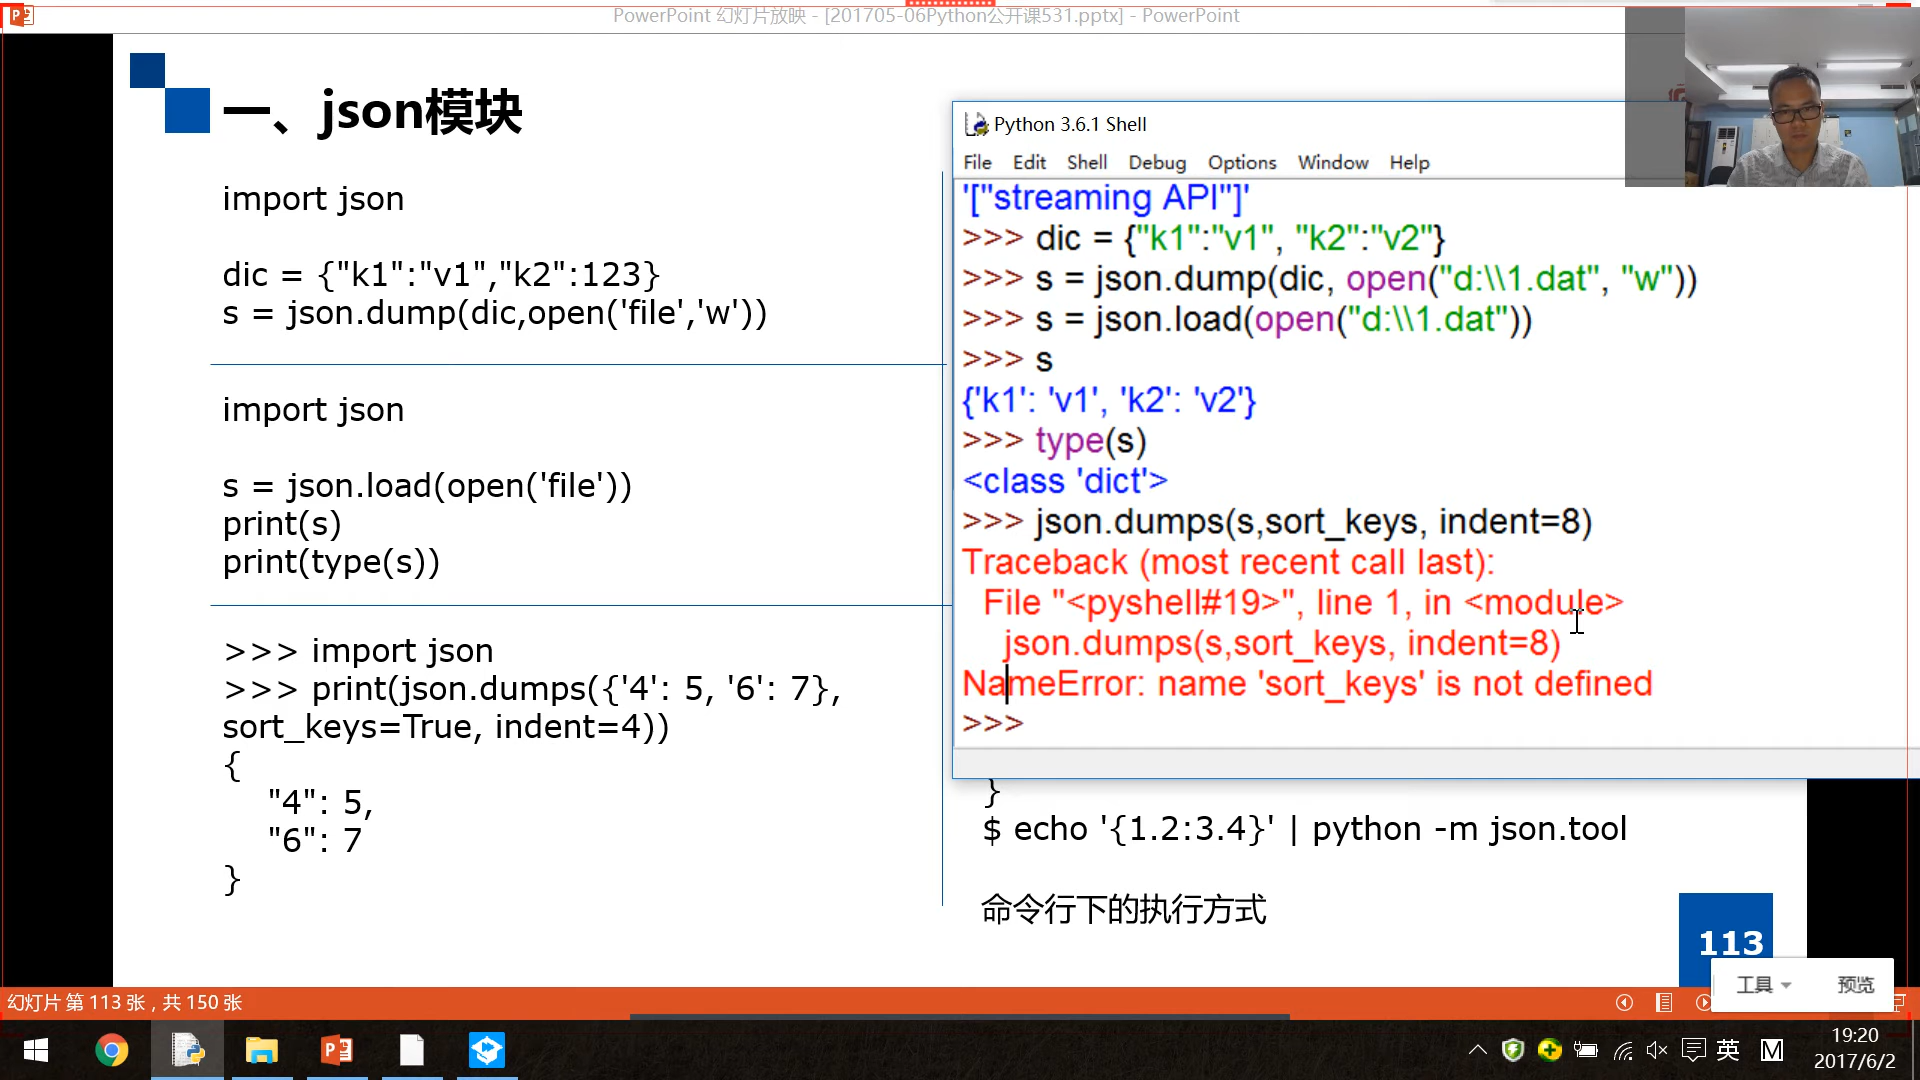 PowerPoint 幻灯片放映 - [201705-06Python公开课531.pptx] - PowerPoint
一、json模块
import json
dic = {"k1":"v1","k2":123}
s = json.dump(dic,open('file','w'))
import json
s = json.load(open('file'))
print(s)
print(type(s))
>>> import json
>>> print(json.dumps({'4': 5, '6': 7},
sort_keys=True, indent=4))
{
"4": 5,
"6": 7
}
Python 3.6.1 Shell
File Edit Shell Debug Options Window Help
'["streaming API"]'
>>> dic = {"k1":"v1", "k2":"v2"}
>>> s = json.dump(dic, open("d:\\1.dat", "w"))
>>> s = json.load(open("d:\\1.dat"))
>>> s
{'k1': 'v1', 'k2': 'v2'}
>>> type(s)
<class 'dict'>
>>> json.dumps(s,sort_keys, indent=8)
Traceback (most recent call last):
File "<pyshell#19>", line 1, in <module>
json.dumps(s,sort_keys, indent=8)
NameError: name 'sort_keys' is not defined
>>>
}
$ echo '{1.2:3.4}' | python -m json.tool
命令行下的执行方式
113
工具 预览
幻灯片 第 113 张，共 150 张
英
M
19:20
2017/6/2